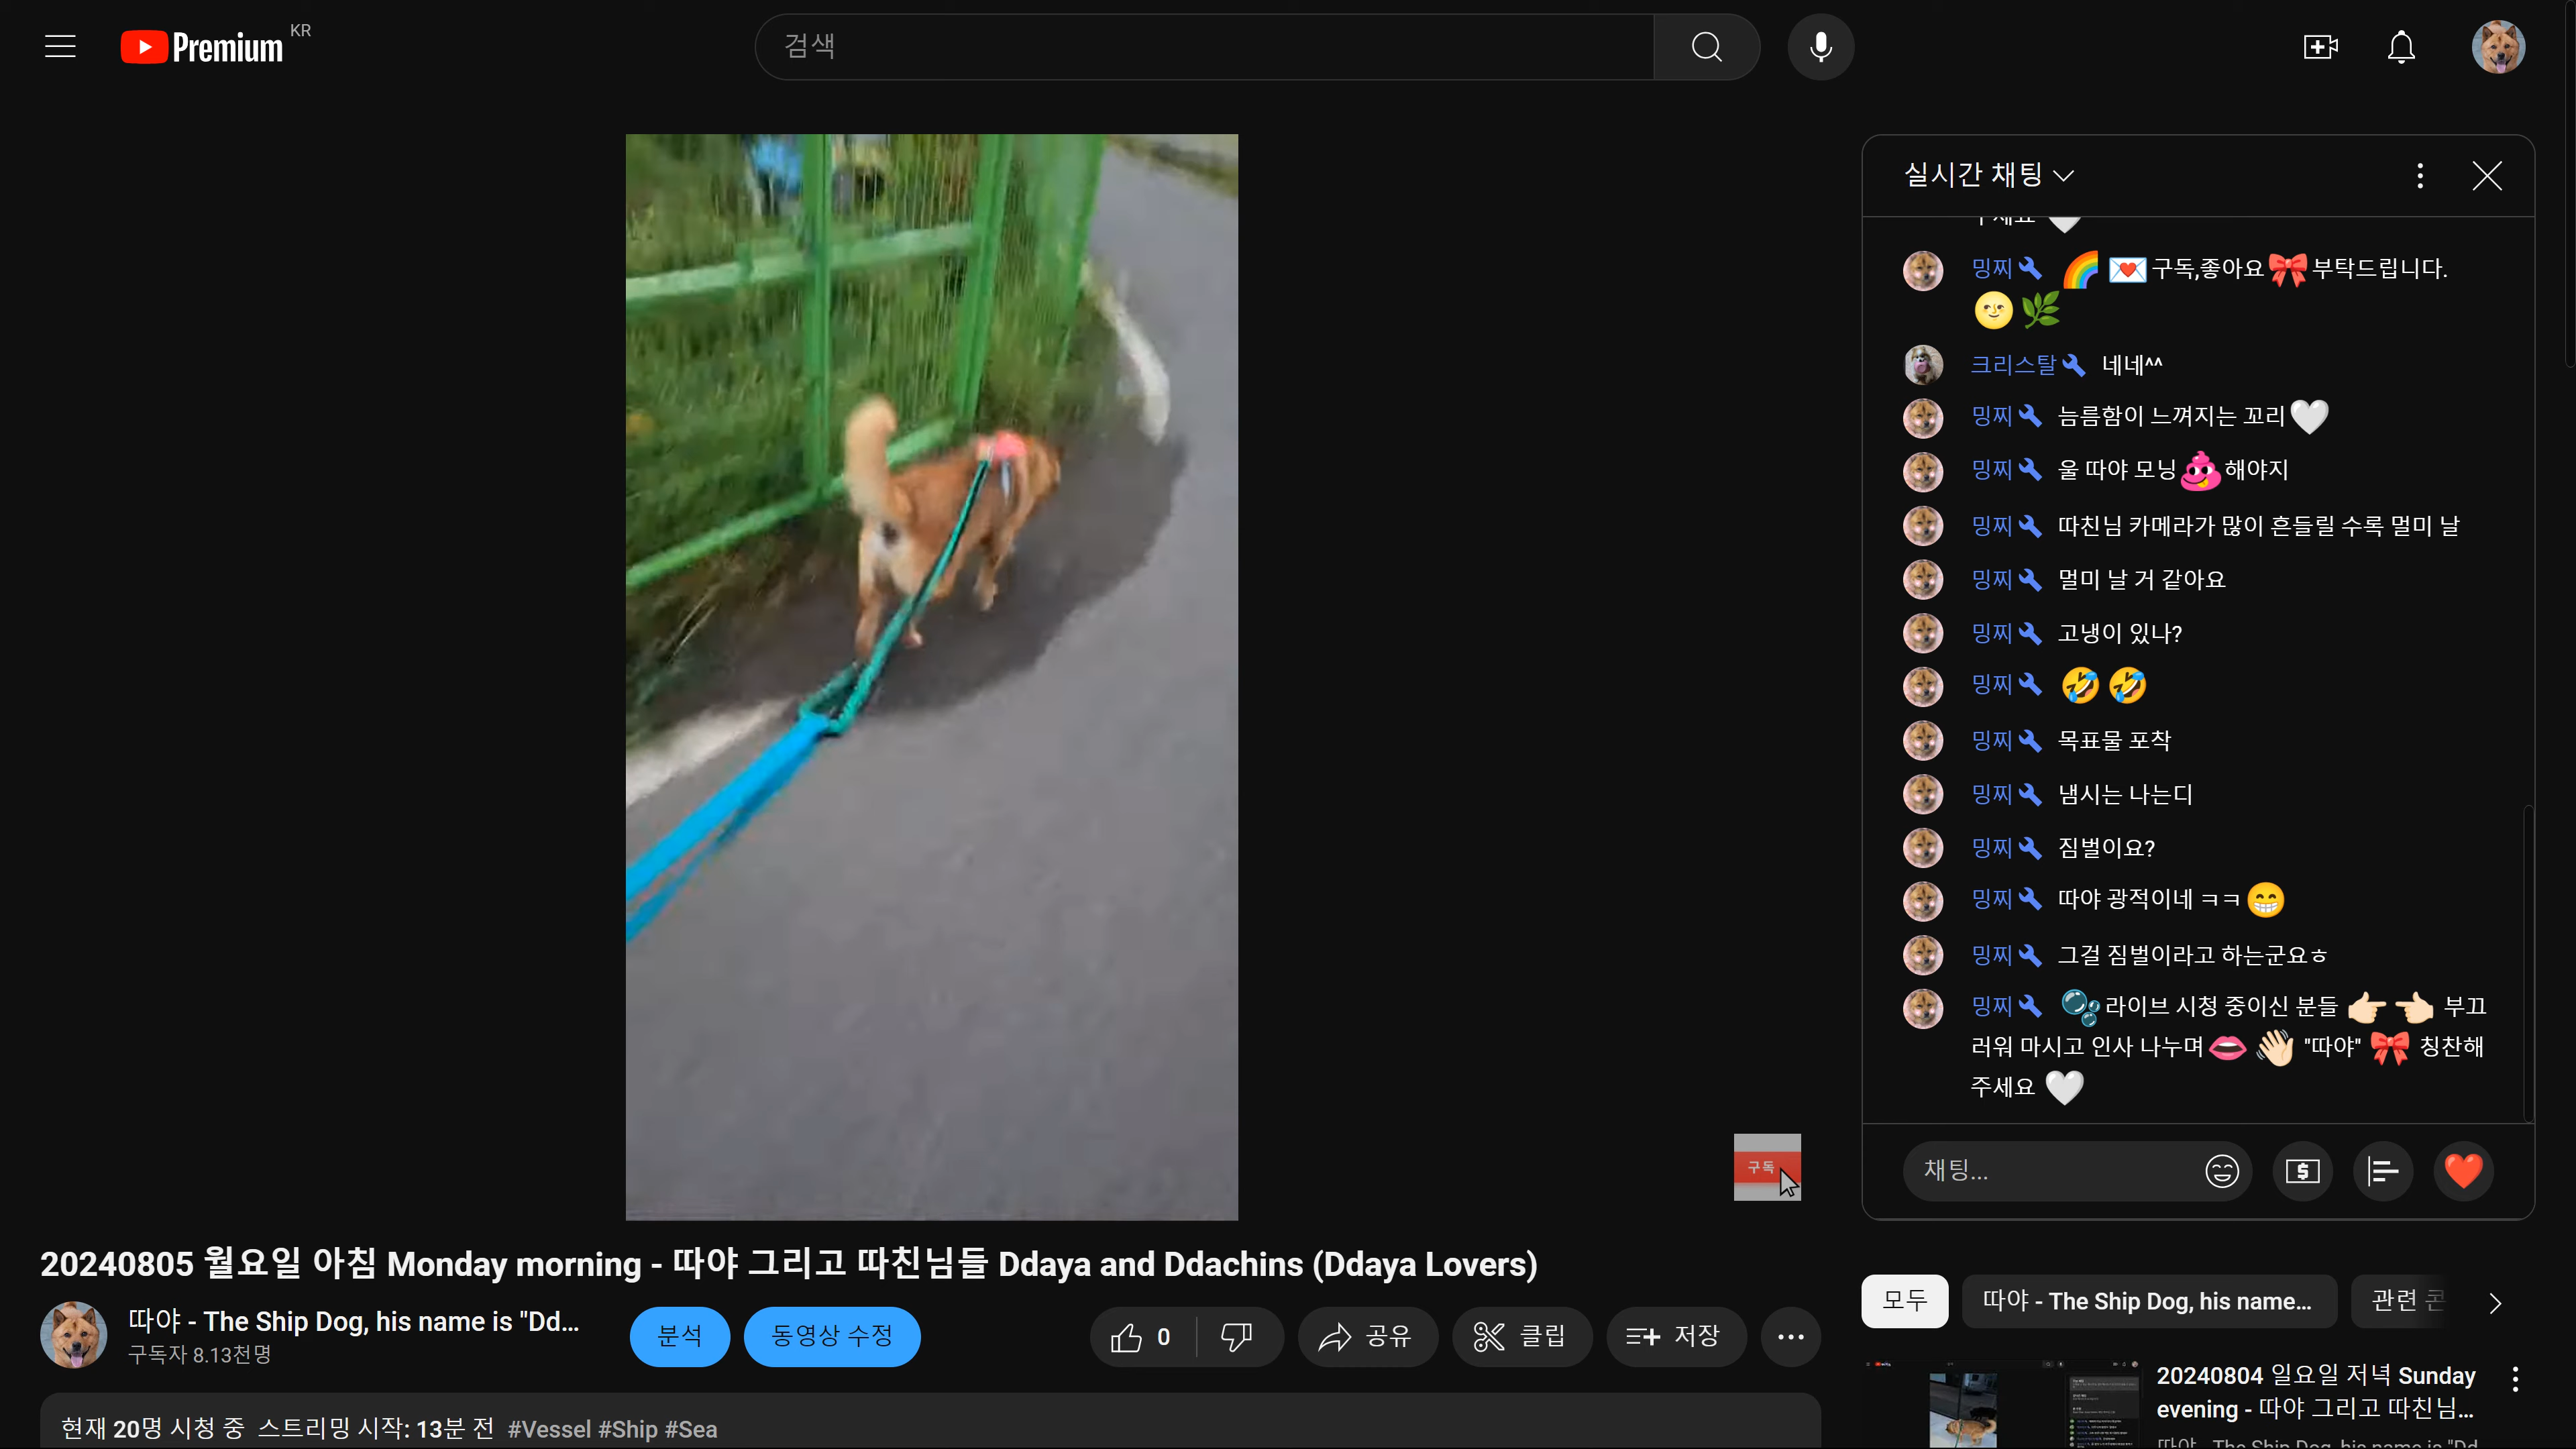 Premium KR
검색
실시간 채팅
밍찌 구독,좋아요 부탁드립니다.
크리스탈 네네^^
밍찌 늠름함이 느껴지는 꼬리
밍찌 울 따야 모닝 해야지
밍찌 따친님 카메라가 많이 흔들릴 수록 멀미 날
밍찌 멀미 날 거 같아요
밍찌 고냉이 있나?
밍찌
밍찌 목표물 포착
밍찌 냄시는 나는디
밍찌 짐벌이요?
밍찌 따야 광적이네 ㅋㅋ
밍찌 그걸 짐벌이라고 하는군요ㅎ
밍찌 라이브 시청 중이신 분들 부끄
러워 마시고 인사 나누며 "따야" 칭찬해
주세요
채팅...
구독
20240805 월요일 아침 Monday morning - 따야 그리고 따친님들 Ddaya and Ddachins (Ddaya Lovers)
따야 - The Ship Dog, his name is "Dd...
구독자 8.13천명
분석
동영상 수정
0
공유
클립
저장
현재 20명 시청 중 스트리밍 시작: 13분 전 #Vessel #Ship #Sea
모두
따야 - The Ship Dog, his name...
관련
20240804 일요일 저녁 Sunday
evening - 따야 그리고 따친님...